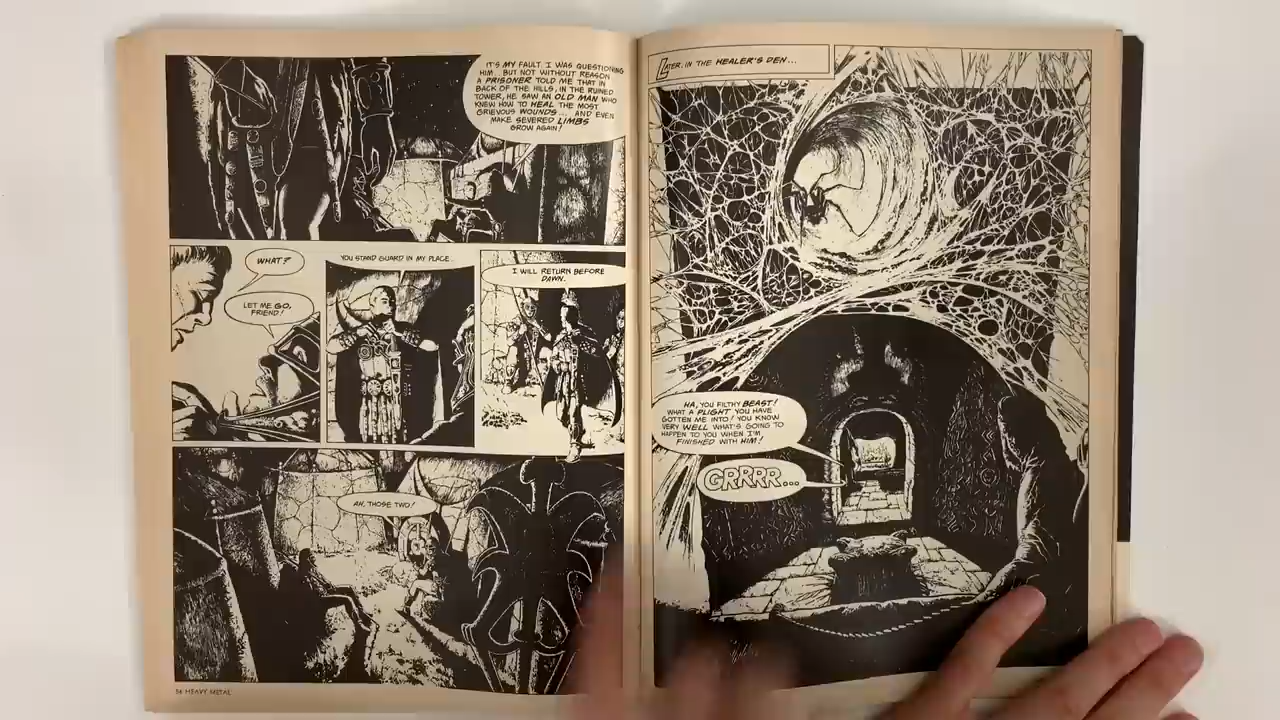 IT'S MY FAULT. I WAS QUESTIONING
HIM... BUT NOT WITHOUT REASON
A PRISONER TOLD ME THAT IN
BACK OF THE HILLS, IN THE RUINED
TOWER, HE SAW AN OLD MAN WHO
KNEW HOW TO HEAL THE MOST
GRIEVOUS WOUNDS... AND EVEN
MAKE SEVERED LIMBS
GROW AGAIN!
WHAT?
LET ME GO,
FRIEND!
YOU STAND GUARD IN MY PLACE...
I WILL RETURN BEFORE
DAWN.
AH, THOSE TWO!
HEAVY METAL
LATER, IN THE HEALER'S DEN...
HA, YOU FILTHY BEAST!
WHAT A PLIGHT YOU HAVE
GOTTEN ME INTO! YOU KNOW
VERY WELL WHAT'S GOING TO
HAPPEN TO YOU WHEN I'M
FINISHED WITH HIM!
GRRRR...